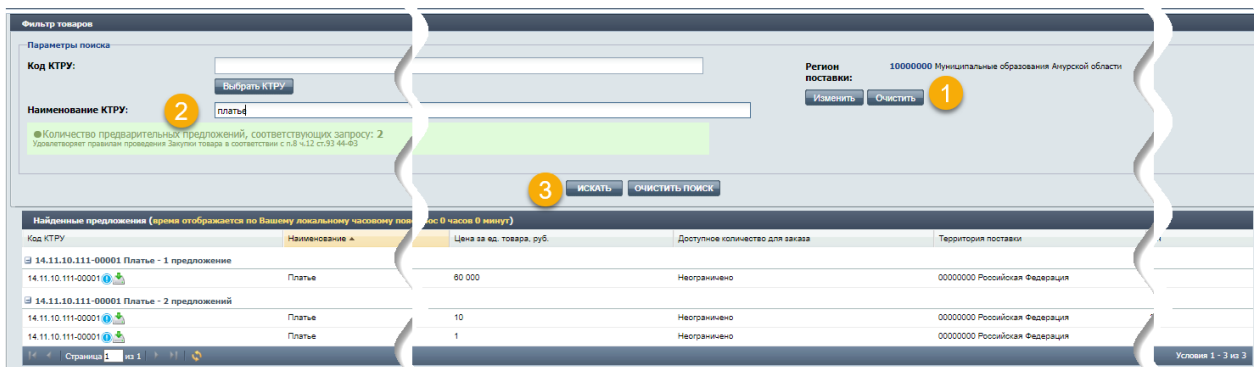 Фильтр товаров
Параметры поиска
Код КТРУ:
Выбрать КТРУ
Регион поставки:
10000000 Муниципальные образования Амурской области
Изменить Очистить
1
2
Наименование КТРУ:
платье
Количество предварительных предложений, соответствующих запросу: 2
Удовлетворяет правилам проведения Закупки товара в соответствии с п.8 ч.12 ст.93 44-ФЗ
3
ИСКАТЬ ОЧИСТИТЬ ПОИСК
Найденные предложения (время отображается по Вашему локальному часовому 0 часов 0 минут)
Код КТРУ Наименование Цена за ед. товара, руб. Доступное количество для заказа Территория поставки
14.11.10.111-00001 Платье - 1 предложение
14.11.10.111-00001 Платье 60 000 Неограничено 00000000 Российская Федерация
14.11.10.111-00001 Платье - 2 предложений
14.11.10.111-00001 Платье 10 Неограничено 00000000 Российская Федерация
14.11.10.111-00001 Платье 1 Неограничено 00000000 Российская Федерация
Страница 1 из 1
Условия 1 - 3 из 3